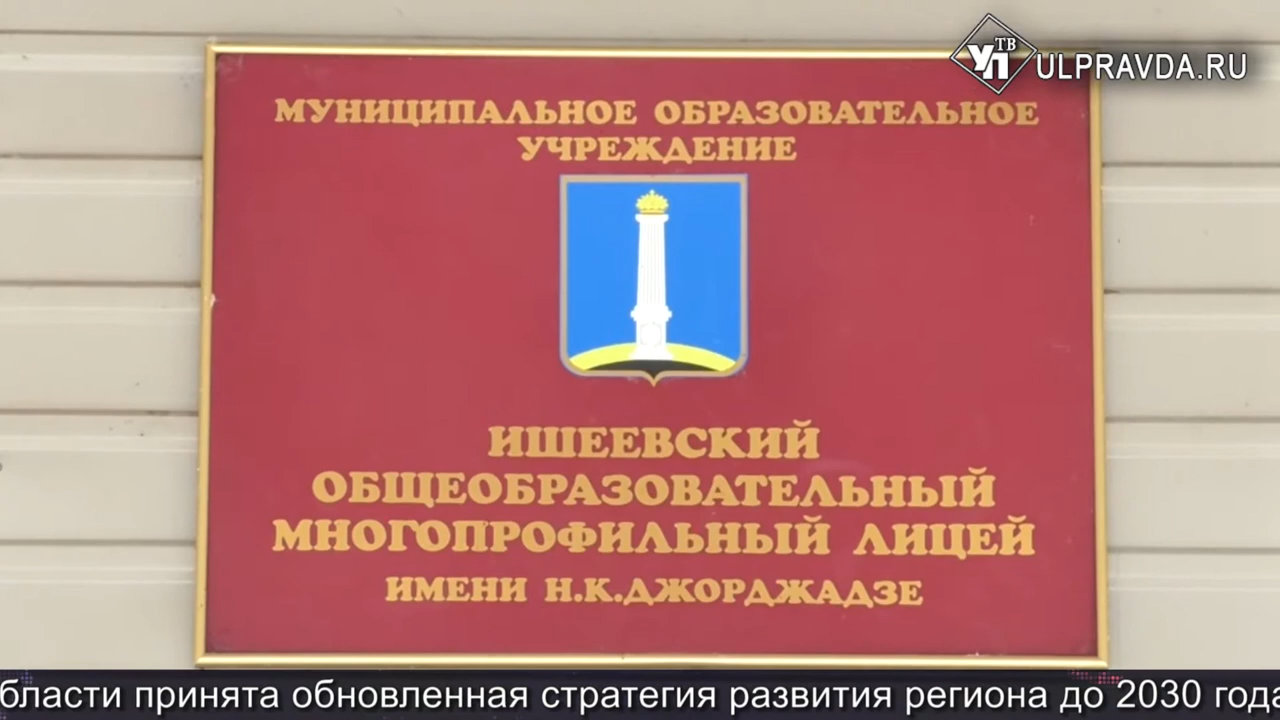 УП ТВ ULPRAVDA.RU
МУНИЦИПАЛЬНОЕ ОБРАЗОВАТЕЛЬНОЕ
УЧРЕЖДЕНИЕ
ИШЕЕВСКИЙ
ОБЩЕОБРАЗОВАТЕЛЬНЫЙ
МНОГОПРОФИЛЬНЫЙ ЛИЦЕЙ
ИМЕНИ Н.К.ДЖОРДЖАДЗЕ
бласти принята обновленная стратегия развития региона до 2030 года